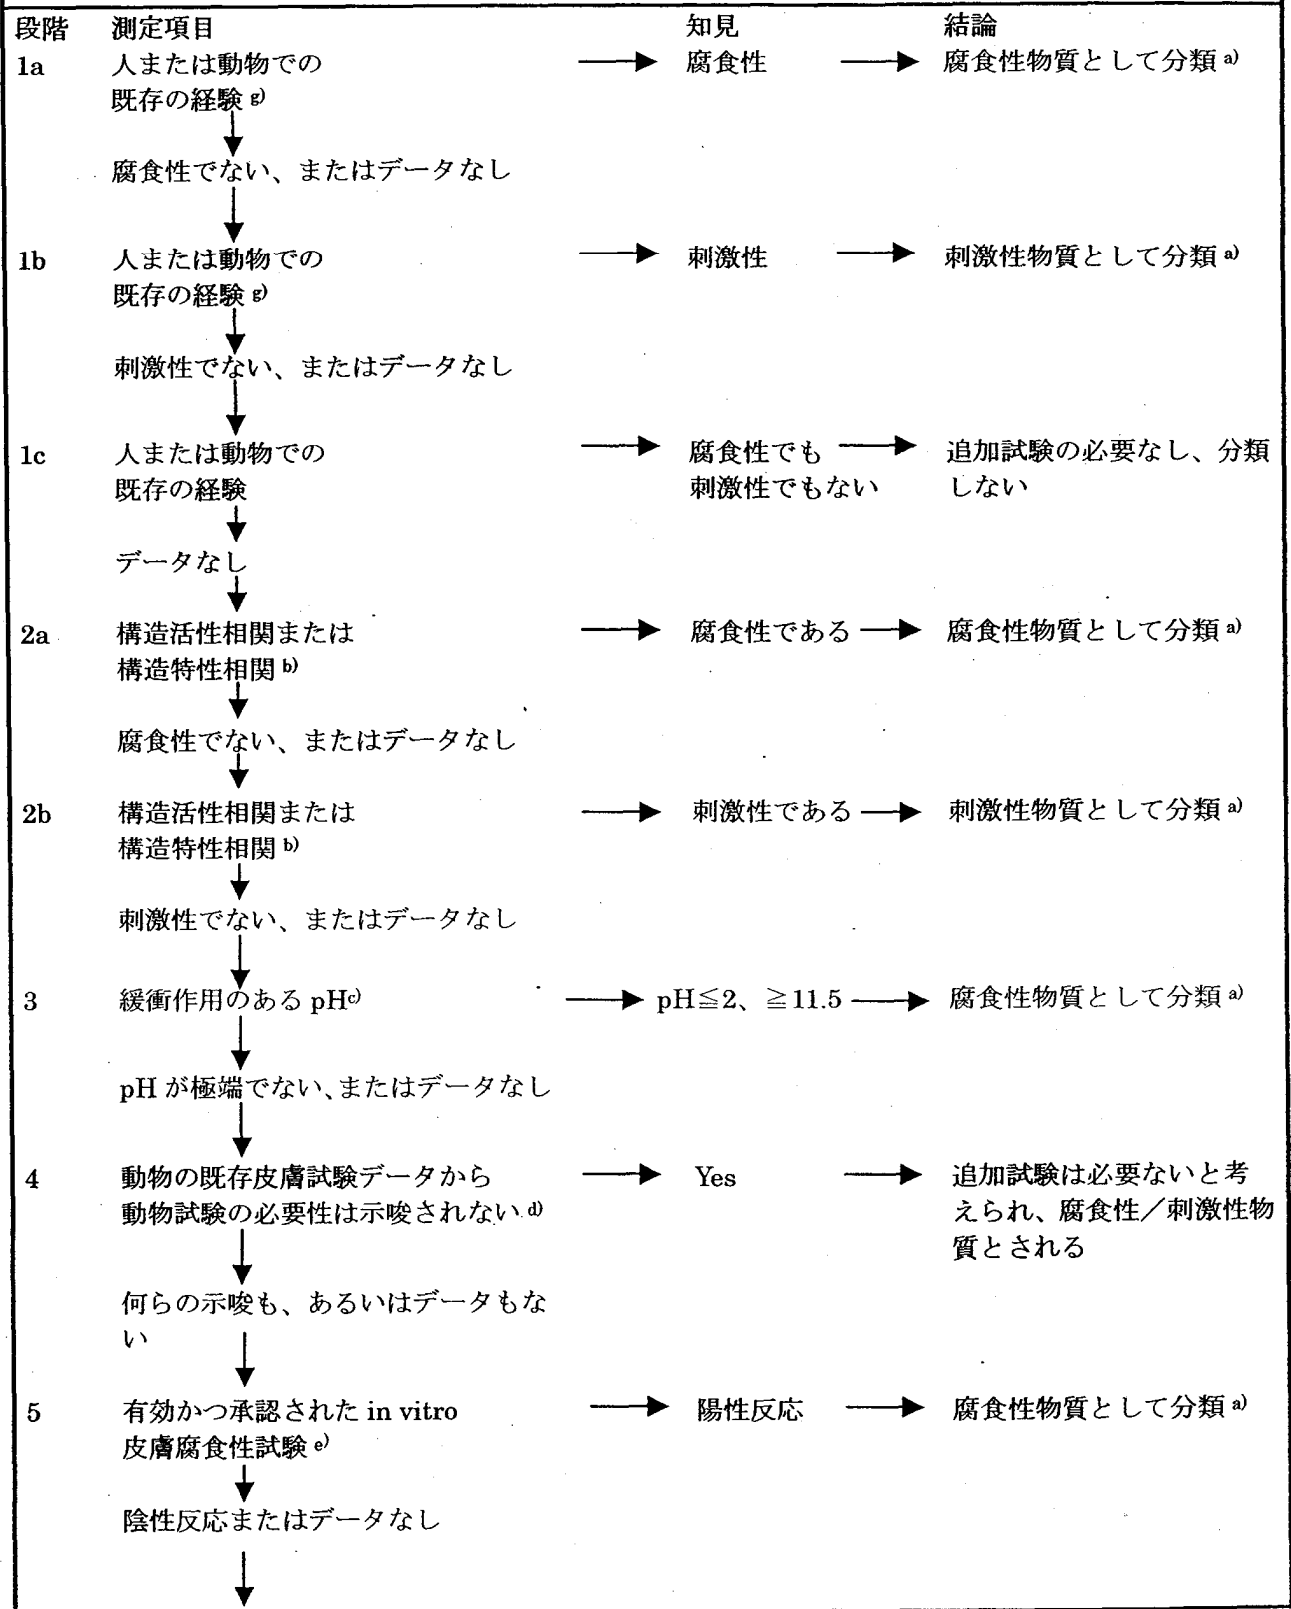 段階 測定項目 知見 結論
1a 人または動物での → 腐食性 → 腐食性物質として分類 a)
既存の経験 g)
腐食性でない、またはデータなし
1b 人または動物での → 刺激性 → 刺激性物質として分類 a)
既存の経験 g)
刺激性でない、またはデータなし
1c 人または動物での → 腐食性でも → 追加試験の必要なし、分類
既存の経験 刺激性でもない しない
データなし
2a 構造活性相関または → 腐食性である → 腐食性物質として分類 a)
構造特性相関 b)
腐食性でない、またはデータなし
2b 構造活性相関または → 刺激性である → 刺激性物質として分類 a)
構造特性相関 b)
刺激性でない、またはデータなし
3 緩衝作用のある pH c) → pH≦2、≧11.5 → 腐食性物質として分類 a)
pH が極端でない、またはデータなし
4 動物の既存皮膚試験データから → Yes → 追加試験は必要ないと考
動物試験の必要性は示唆されない d) えられ、腐食性／刺激性物
質とされる
何らの示唆も、あるいはデータもな
い
5 有効かつ承認された in vitro → 陽性反応 → 腐食性物質として分類 a)
皮膚腐食性試験 e)
陰性反応またはデータなし